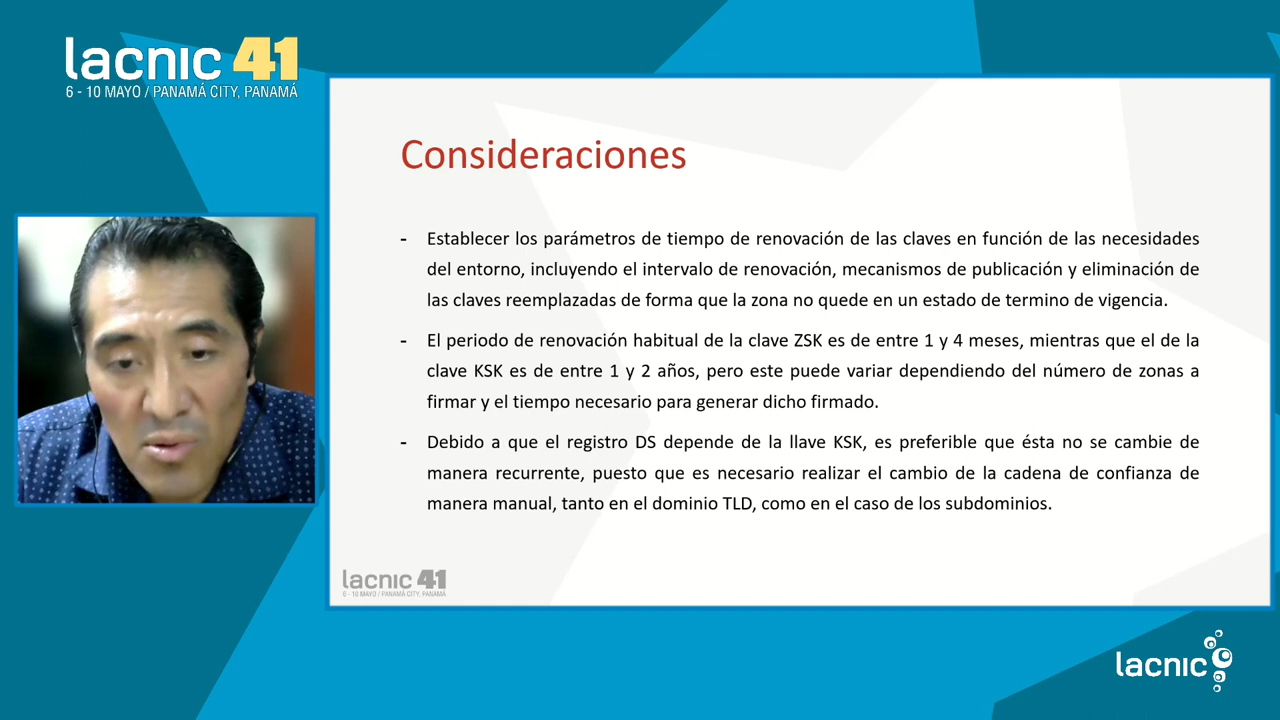 lacnic 41
6 - 10 MAYO / PANAMÁ CITY, PANAMÁ
Consideraciones
- Establecer los parámetros de tiempo de renovación de las claves en función de las necesidades
del entorno, incluyendo el intervalo de renovación, mecanismos de publicación y eliminación de
las claves reemplazadas de forma que la zona no quede en un estado de termino de vigencia.
- El periodo de renovación habitual de la clave ZSK es de entre 1 y 4 meses, mientras que el de la
clave KSK es de entre 1 y 2 años, pero este puede variar dependiendo del número de zonas a
firmar y el tiempo necesario para generar dicho firmado.
- Debido a que el registro DS depende de la llave KSK, es preferible que ésta no se cambie de
manera recurrente, puesto que es necesario realizar el cambio de la cadena de confianza de
manera manual, tanto en el dominio TLD, como en el caso de los subdominios.
lacnic 41
6 - 10 MAYO / PANAMÁ CITY, PANAMÁ
lacnic